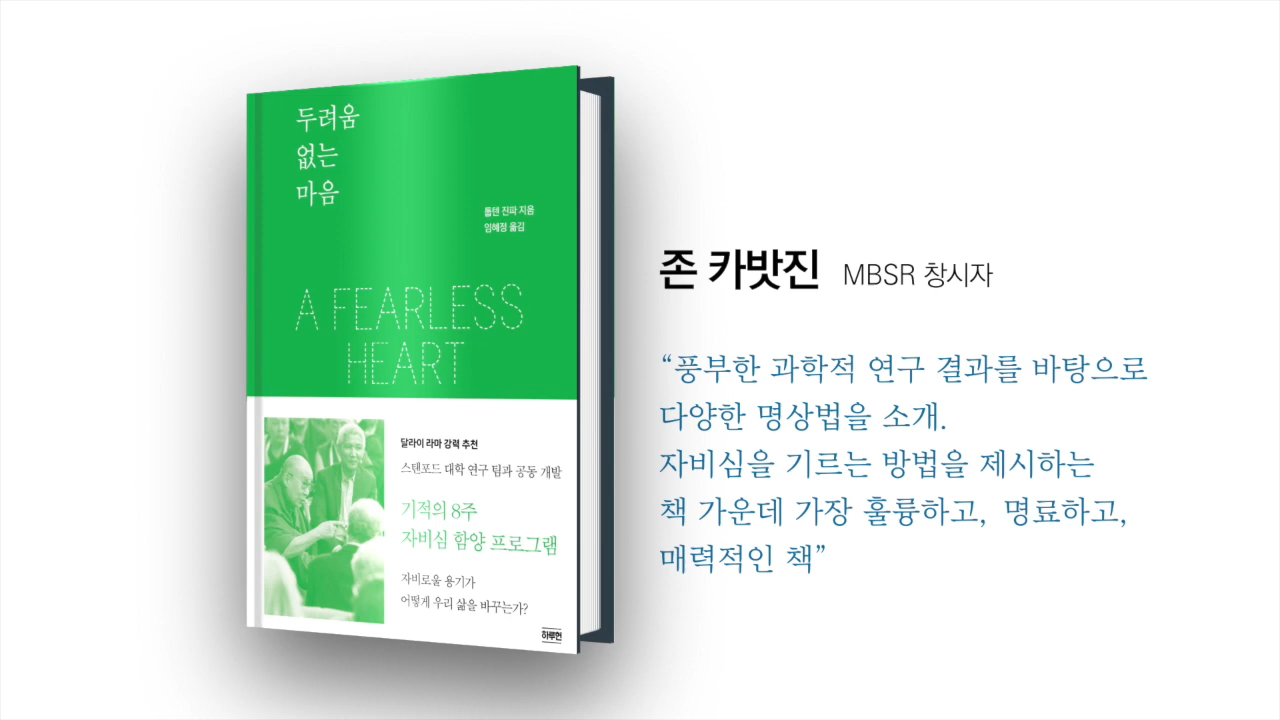 두려움
없는
마음
툽텐 진파 지음
임혜정 옮김
A FEARLESS
HEART
달라이 라마 강력 추천
스탠포드 대학 연구 팀과 공동 개발
기적의 8주
자비심 함양 프로그램
자비로울 용기가
어떻게 우리 삶을 바꾸는가?
하루헌
존 카밧진 MBSR 창시자
“풍부한 과학적 연구 결과를 바탕으로
다양한 명상법을 소개.
자비심을 기르는 방법을 제시하는
책 가운데 가장 훌륭하고, 명료하고,
매력적인 책”